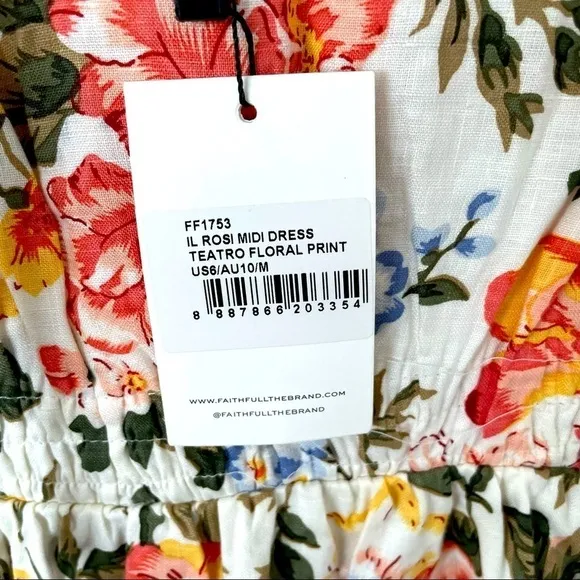 FF1753
IL ROSI MIDI DRESS
TEATRO FLORAL PRINT
US6/AU10/M
8 887866 203354
WWW.FAITHFULLTHEBRAND.COM
@FAITHFULLTHEBRAND